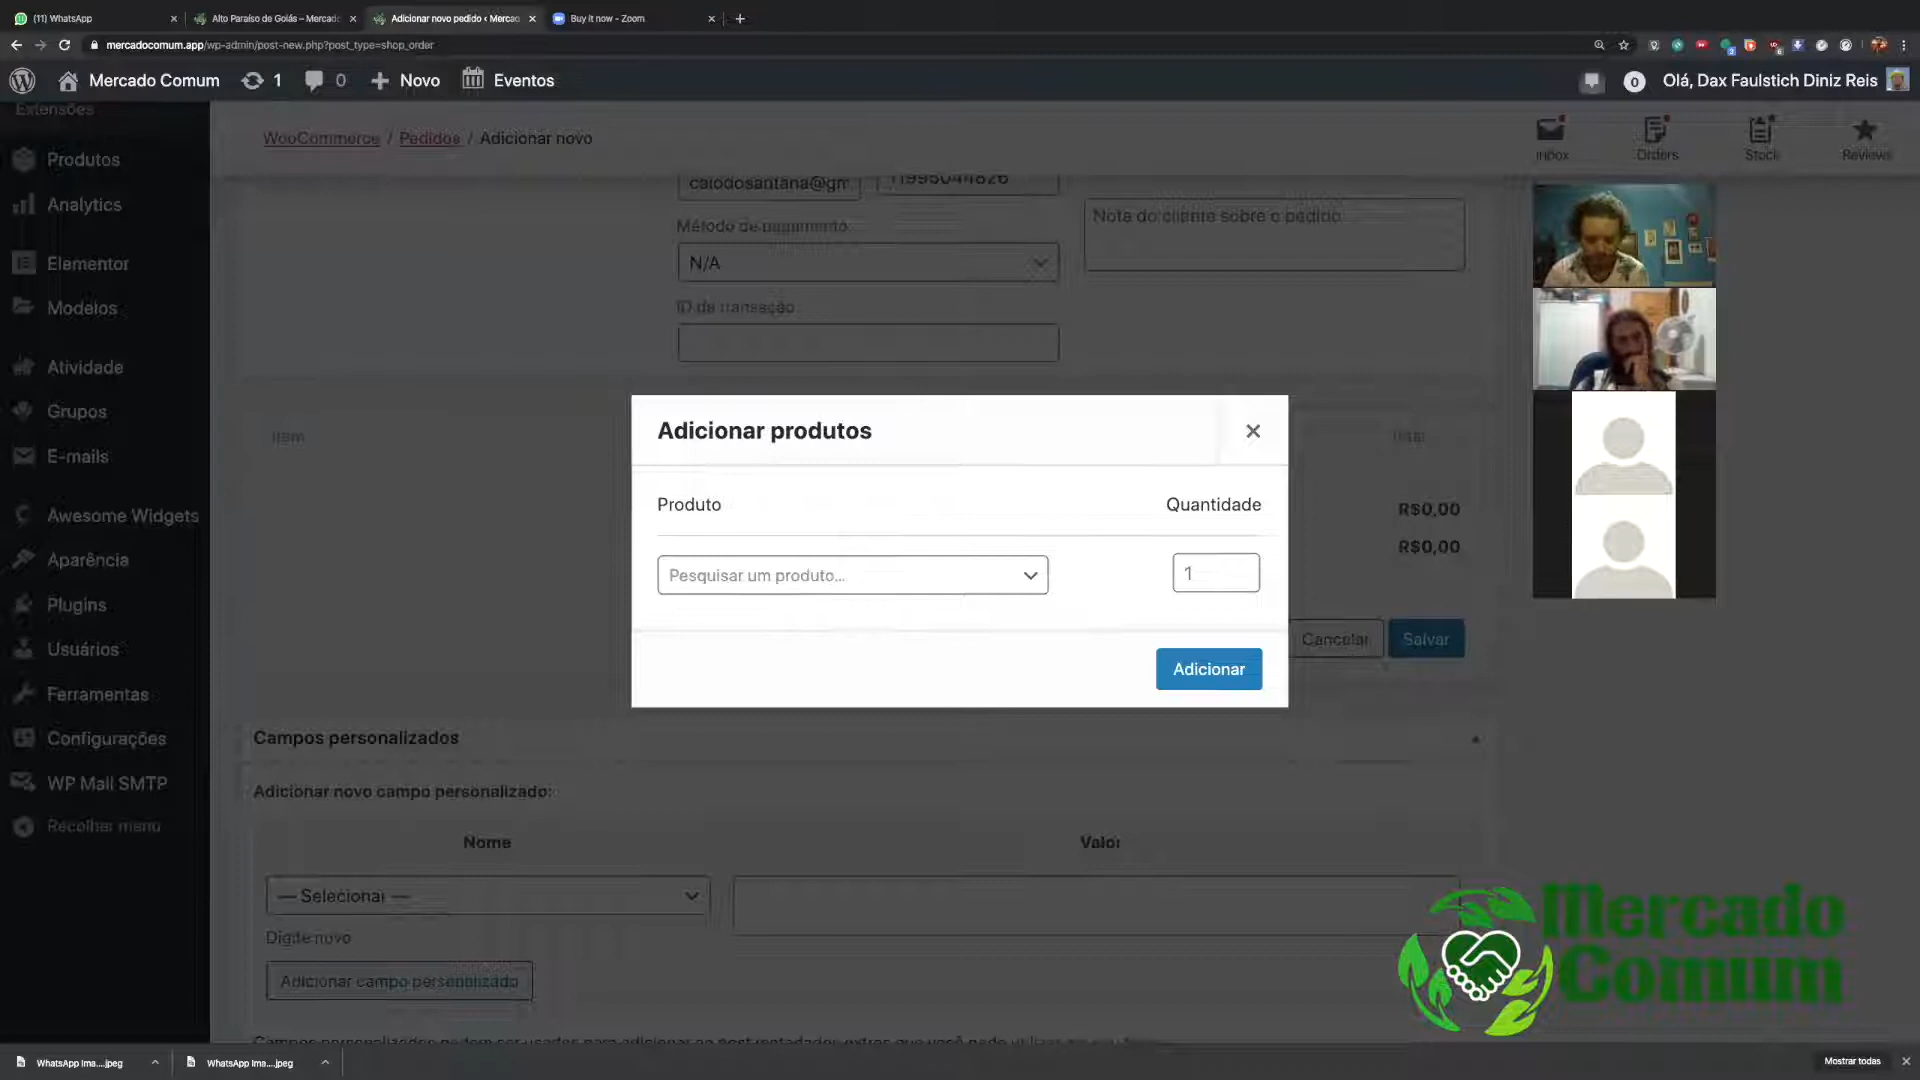 (11) WhatsApp
Alto Paraíso de Goiás – Mercado
Adicionar novo pedido ‹ Mercad
Buy it now - Zoom
mercadocomum.app/wp-admin/post-new.php?post_type=shop_order
Mercado Comum
1
0
Novo
Eventos
0
Olá, Dax Faulstich Diniz Reis
Extensões
Produtos
Analytics
Elementor
Modelos
Atividade
Grupos
E-mails
Awesome Widgets
Aparência
Plugins
Usuários
Ferramentas
Configurações
WP Mail SMTP
Recolher menu
WooCommerce / Pedidos / Adicionar novo
Inbox
Orders
Stock
Reviews
caiodosantana@gm
11995044826
Método de pagamento
Nota do cliente sobre o pedido
N/A
ID da transação
Item
Total
Adicionar produtos
Produto
Quantidade
Pesquisar um produto...
1
Adicionar
R$0,00
R$0,00
Cancelar
Salvar
Campos personalizados
Adicionar novo campo personalizado:
Nome
Valor
— Selecionar —
Digite novo
Adicionar campo personalizado
Campos personalizados podem ser usados para adicionar ao post metadados extras que você pode
Mercado
Comum
WhatsApp Ima....jpeg
WhatsApp Ima....jpeg
Mostrar todas